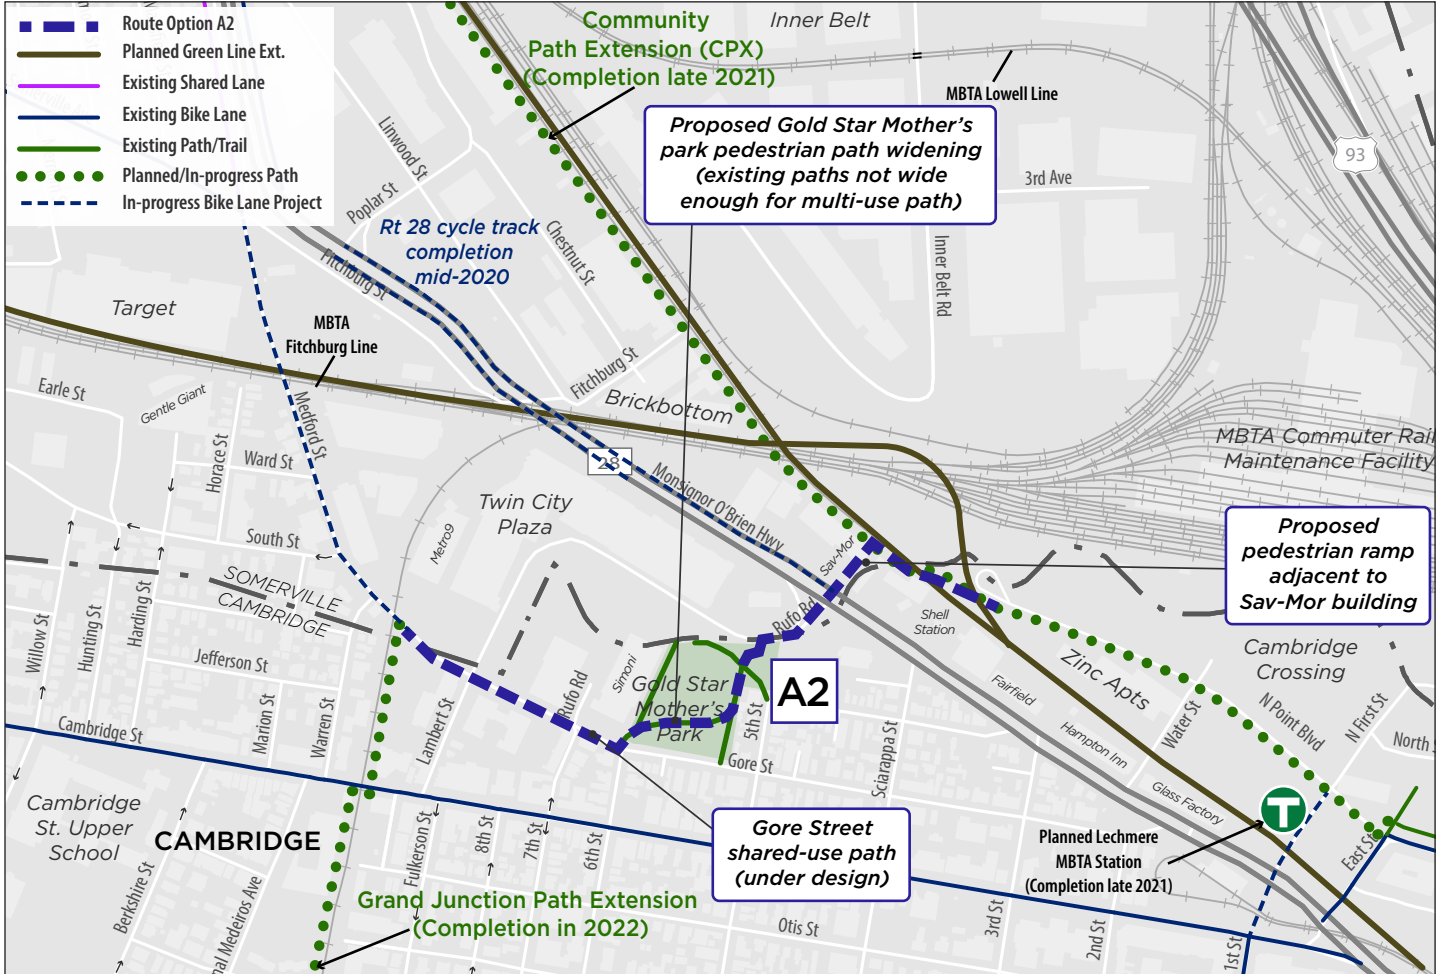 Route Option A2
Planned Green Line Ext.
Existing Shared Lane
Existing Bike Lane
Existing Path/Trail
Planned/In-progress Path
In-progress Bike Lane Project
Community
Path Extension (CPX)
(Completion late 2021)
Inner Belt
MBTA Lowell Line
93
Proposed Gold Star Mother's
park pedestrian path widening
(existing paths not wide
enough for multi-use path)
3rd Ave
Inner Belt Rd
Linwood St
Poplar St
Chestnut St
Rt 28 cycle track
completion
mid-2020
Fitchburg St
Target
MBTA
Fitchburg Line
Fitchburg St
Brickbottom
Earle St
Gentle Giant
Medford St
Horace St
Ward St
28
Monsignor O'Brien Hwy
MBTA Commuter Rail
Maintenance Facility
Twin City
Plaza
Metro9
South St
Sav-Mor
Proposed
pedestrian ramp
adjacent to
Sav-Mor building
SOMERVILLE
CAMBRIDGE
Willow St
Hunting St
Harding St
Jefferson St
Rufo Rd
Shell
Station
Zinc Apts
Cambridge
Crossing
Simoni
Gold Star
Mother's
Park
A2
Rufo Rd
Lambert St
5th St
Gore St
Fairfield
Hampton Inn
Glass Factory
Water St
N Point Blvd
N First St
North S
Cambridge St
Marion St
Warren St
Sciarappa St
Cambridge
St. Upper
School
CAMBRIDGE
Gore Street
shared-use path
(under design)
T
Planned Lechmere
MBTA Station
(Completion late 2021)
East St
Berkshire St
nal Medeiros Ave
Fulkerson St
8th St
7th St
6th St
Grand Junction Path Extension
(Completion in 2022)
Otis St
3rd St
2nd St
1st St